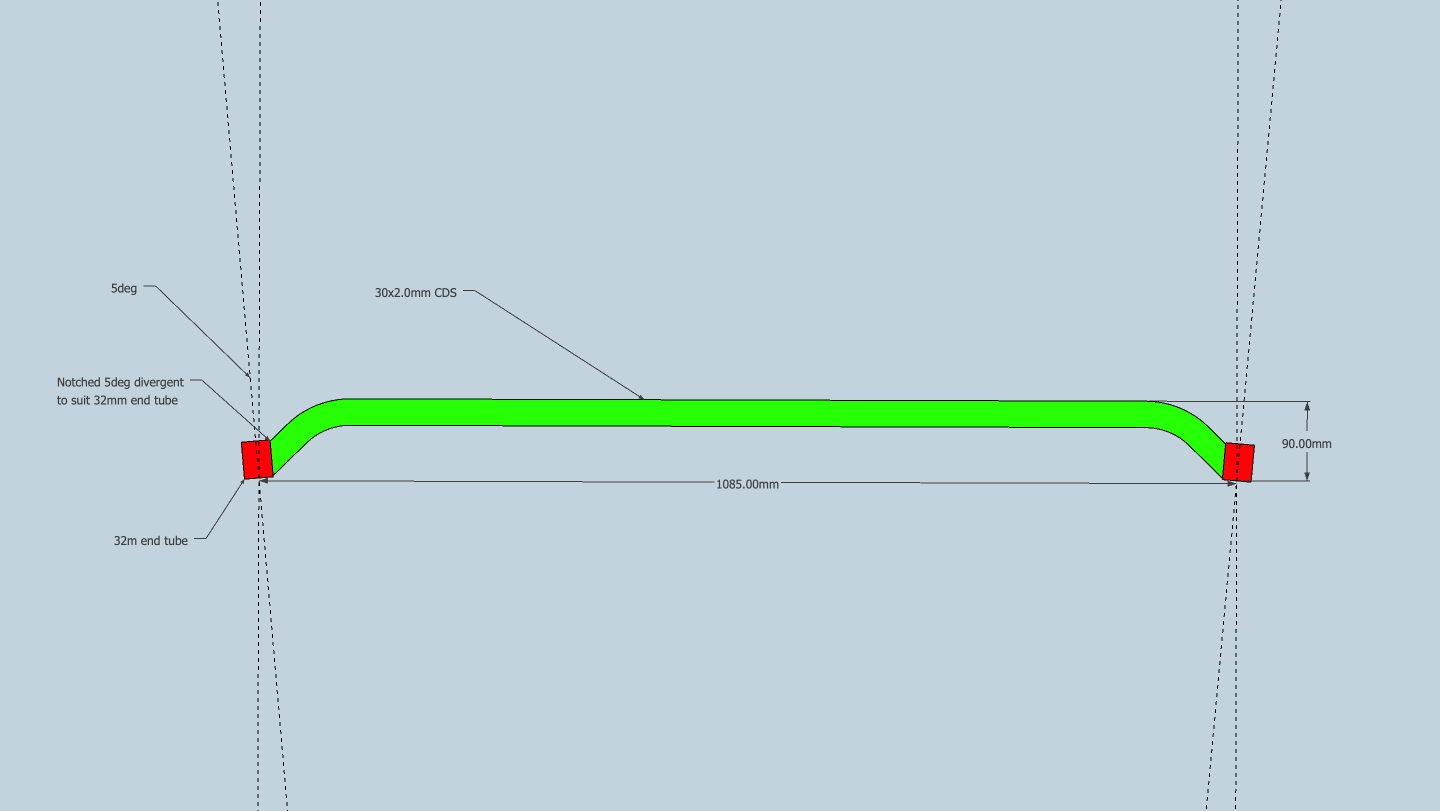 5deg
30x2.0mm CDS
Notched 5deg divergent
to suit 32mm end tube
90.00mm
1085.00mm
32m end tube